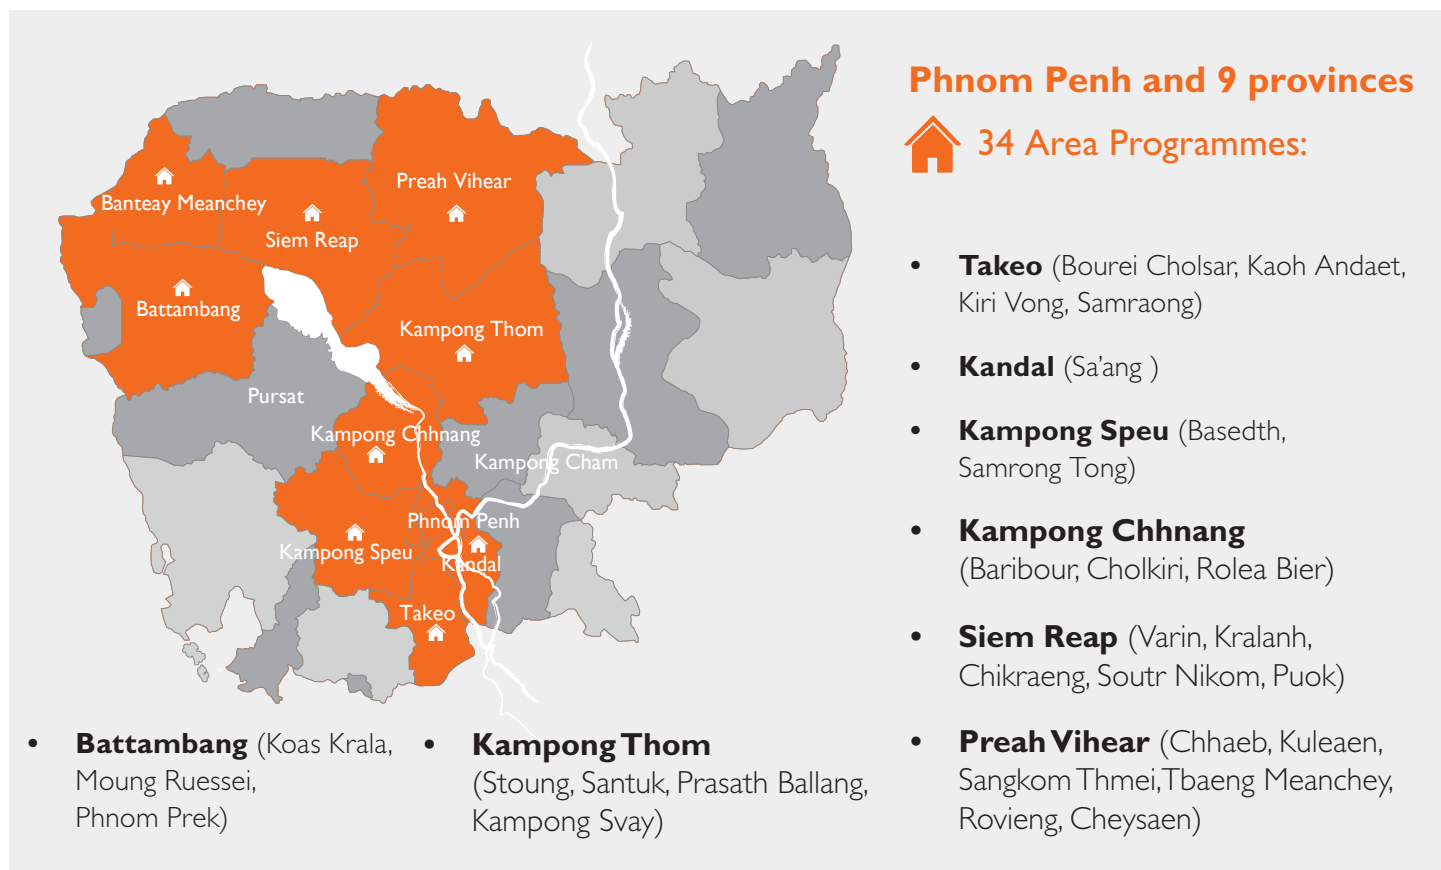 Phnom Penh and 9 provinces
34 Area Programmes:
Banteay Meanchey
Siem Reap
Preah Vihear
Battambang
Kampong Thom
Pursat
Kampong Chhnang
Kampong Cham
Phnom Penh
Kampong Speu
Kandal
Takeo
• Takeo (Bourei Cholsar, Kaoh Andaet,
Kiri Vong, Samraong)
• Kandal (Sa’ang )
• Kampong Speu (Basedth,
Samrong Tong)
• Kampong Chhnang
(Baribour, Cholkiri, Rolea Bier)
• Siem Reap (Varin, Kralanh,
Chikraeng, Soutr Nikom, Puok)
• Preah Vihear (Chhaeb, Kuleaen,
Sangkom Thmei, Tbaeng Meanchey,
Rovieng, Cheysaen)
• Battambang (Koas Krala,
Moung Ruessei,
Phnom Prek)
• Kampong Thom
(Stoung, Santuk, Prasath Ballang,
Kampong Svay)